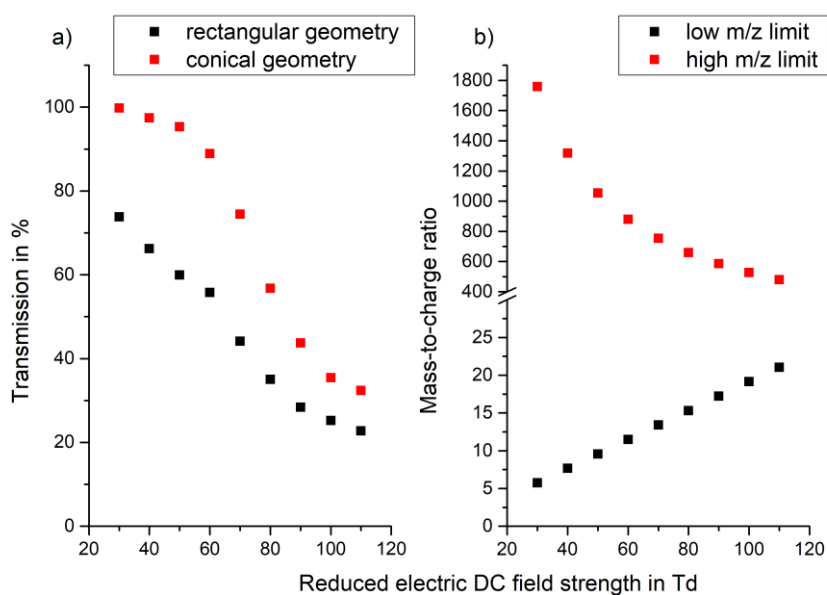 a)
rectangular geometry
conical geometry
Transmission in %
100
80
60
40
20
0
20 40 60 80 100 120
b)
low m/z limit
high m/z limit
Mass-to-charge ratio
1800
1600
1400
1200
1000
800
600
400
25
20
15
10
5
0
20 40 60 80 100 120
Reduced electric DC field strength in Td